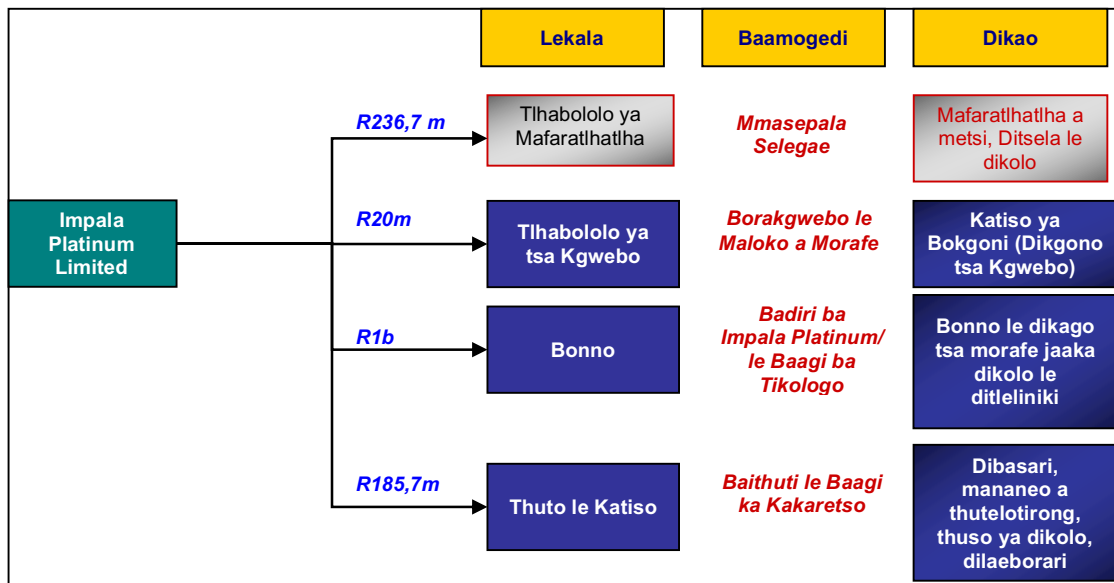 Lekala
Baamogedi
Dikao
Impala
Platinum
Limited
R236,7 m
Tlhabololo ya
Mafaratlhatlha
Mmasepala
Selegae
Mafaratlhatlha a
metsi, Ditsela le
dikolo
R20m
Tlhabololo ya
tsa Kgwebo
Borakgwebo le
Maloko a Morafe
Katiso ya
Bokgoni (Dikgono
tsa Kgwebo)
R1b
Bonno
Badiri ba
Impala Platinum/
le Baagi ba
Tikologo
Bonno le dikago
tsa morafe jaaka
dikolo le
ditleliniki
R185,7m
Thuto le Katiso
Baithuti le Baagi
ka Kakaretso
Dibasari,
mananeo a
thutelotirong,
thuso ya dikolo,
dilaeborari